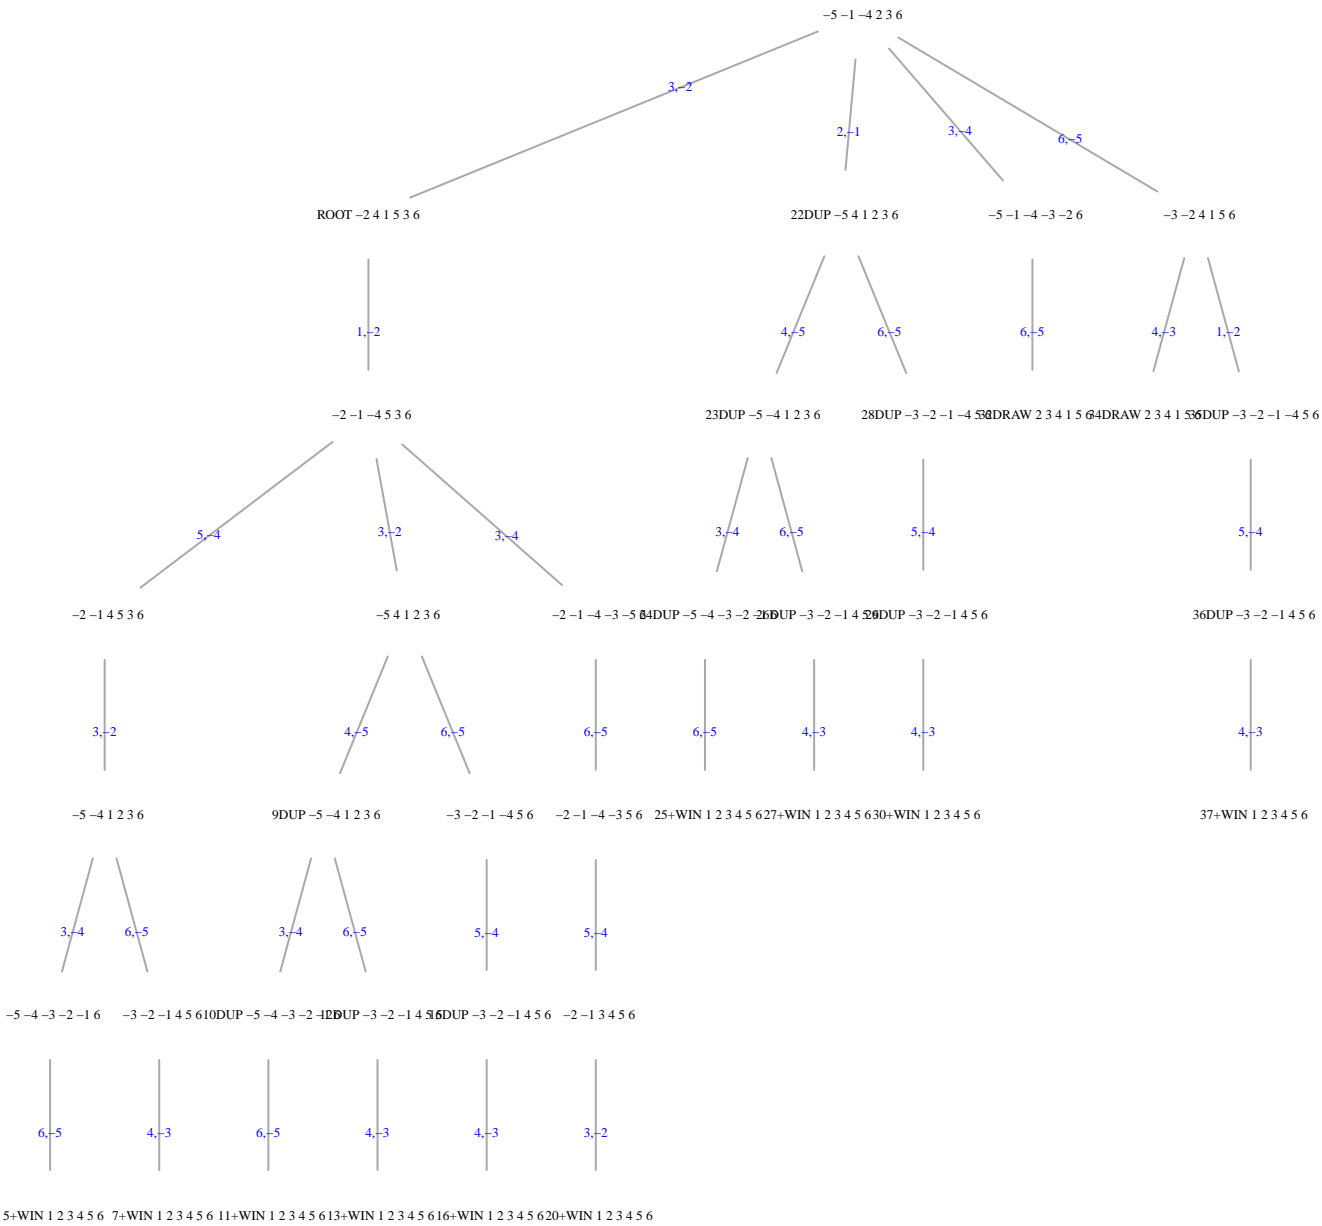 −5 −1 −4 2 3 6
3,−2
2,−1
3,−4
6,−5
ROOT −2 4 1 5 3 6
22DUP −5 4 1 2 3 6
−5 −1 −4 −3 −2 6
−3 −2 4 1 5 6
1,−2
4,−5
6,−5
6,−5
4,−3
1,−2
−2 −1 −4 5 3 6
23DUP −5 −4 1 2 3 6
28DUP −3 −2 −1 −4 5 6
32DRAW 2 3 4 1 5 6
34DRAW 2 3 4 1 5 6
35DUP −3 −2 −1 −4 5 6
5,−4
3,−2
3,−4
3,−4
6,−5
5,−4
5,−4
−2 −1 4 5 3 6
−5 4 1 2 3 6
−2 −1 −4 −3 −5 6
24DUP −5 −4 −3 −2 −1 6
26DUP −3 −2 −1 4 5 6
29DUP −3 −2 −1 4 5 6
36DUP −3 −2 −1 4 5 6
3,−2
4,−5
6,−5
6,−5
6,−5
4,−3
4,−3
4,−3
−5 −4 1 2 3 6
9DUP −5 −4 1 2 3 6
−3 −2 −1 −4 5 6
−2 −1 −4 −3 5 6
25+WIN 1 2 3 4 5 6
27+WIN 1 2 3 4 5 6
30+WIN 1 2 3 4 5 6
37+WIN 1 2 3 4 5 6
3,−4
6,−5
3,−4
6,−5
5,−4
5,−4
−5 −4 −3 −2 −1 6
−3 −2 −1 4 5 6
10DUP −5 −4 −3 −2 −1 6
12DUP −3 −2 −1 4 5 6
15DUP −3 −2 −1 4 5 6
−2 −1 3 4 5 6
6,−5
4,−3
6,−5
4,−3
4,−3
3,−2
5+WIN 1 2 3 4 5 6
7+WIN 1 2 3 4 5 6
11+WIN 1 2 3 4 5 6
13+WIN 1 2 3 4 5 6
16+WIN 1 2 3 4 5 6
20+WIN 1 2 3 4 5 6